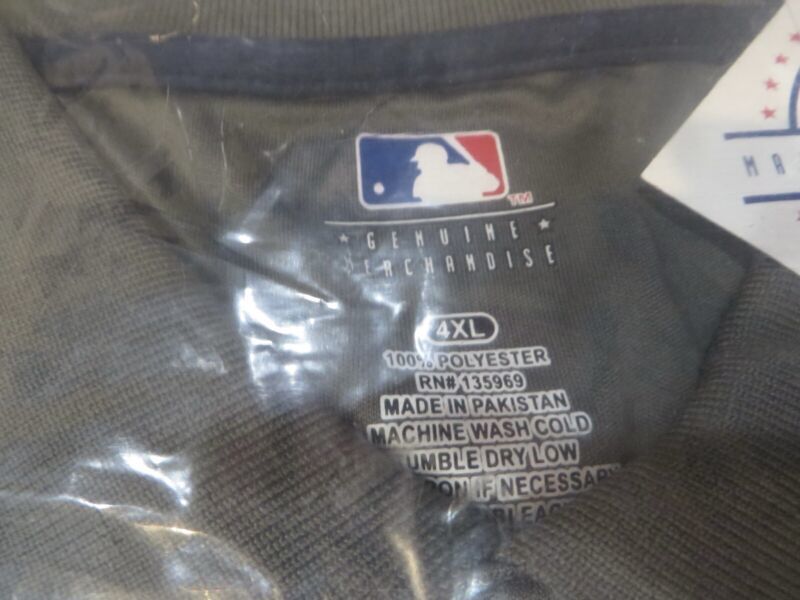 TM
GENUINE
MERCHANDISE
4XL
100% POLYESTER
RN# 135969
MADE IN PAKISTAN
MACHINE WASH COLD
TUMBLE DRY LOW
IF NECESSARY